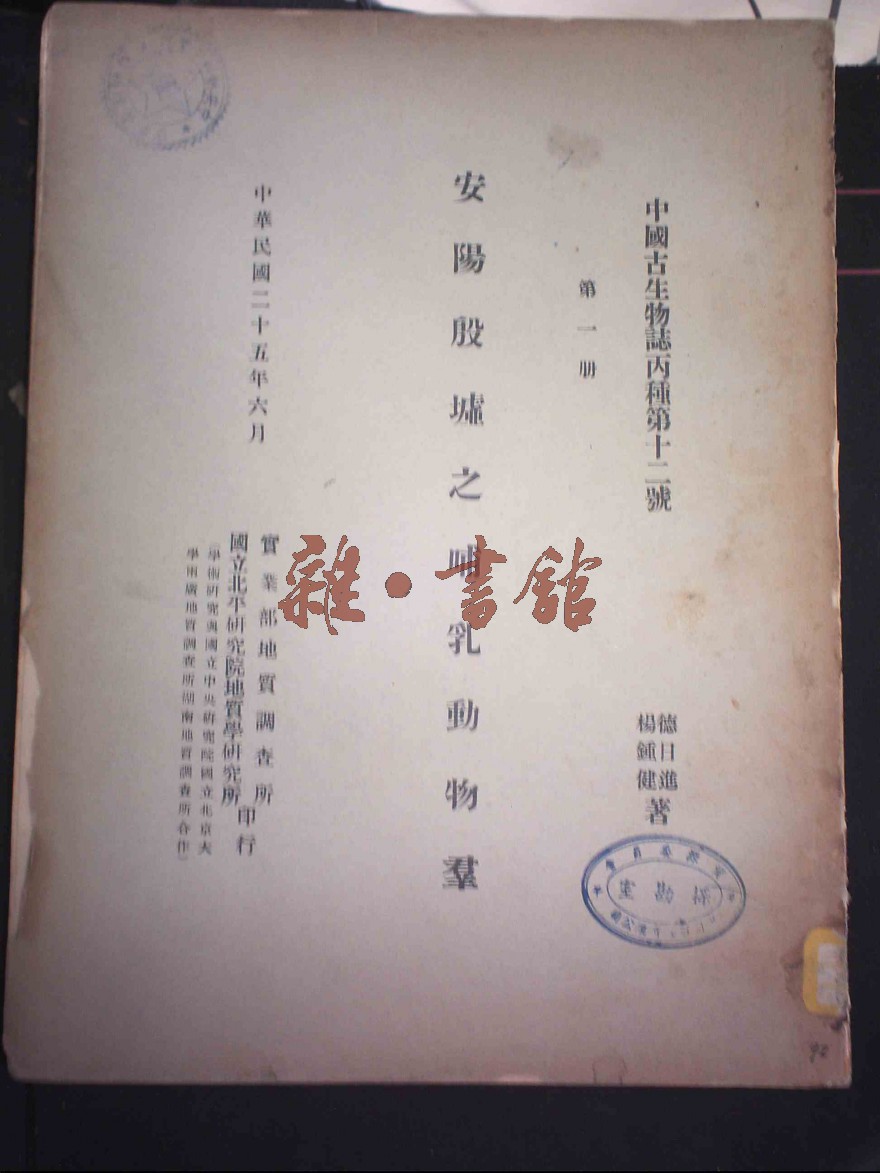 中國古生物誌丙種第十二號
第一册
德日進
楊鍾健
著
安陽殷墟之哺乳動物羣
中華民國二十五年六月
實業部地質調查所
國立北平研究院地質學研究所
印行
(學術研究與國立中央研究院國立北京大
學兩廣地質調查所湖南地質調查所合作)
雜·書館
探勘室
92